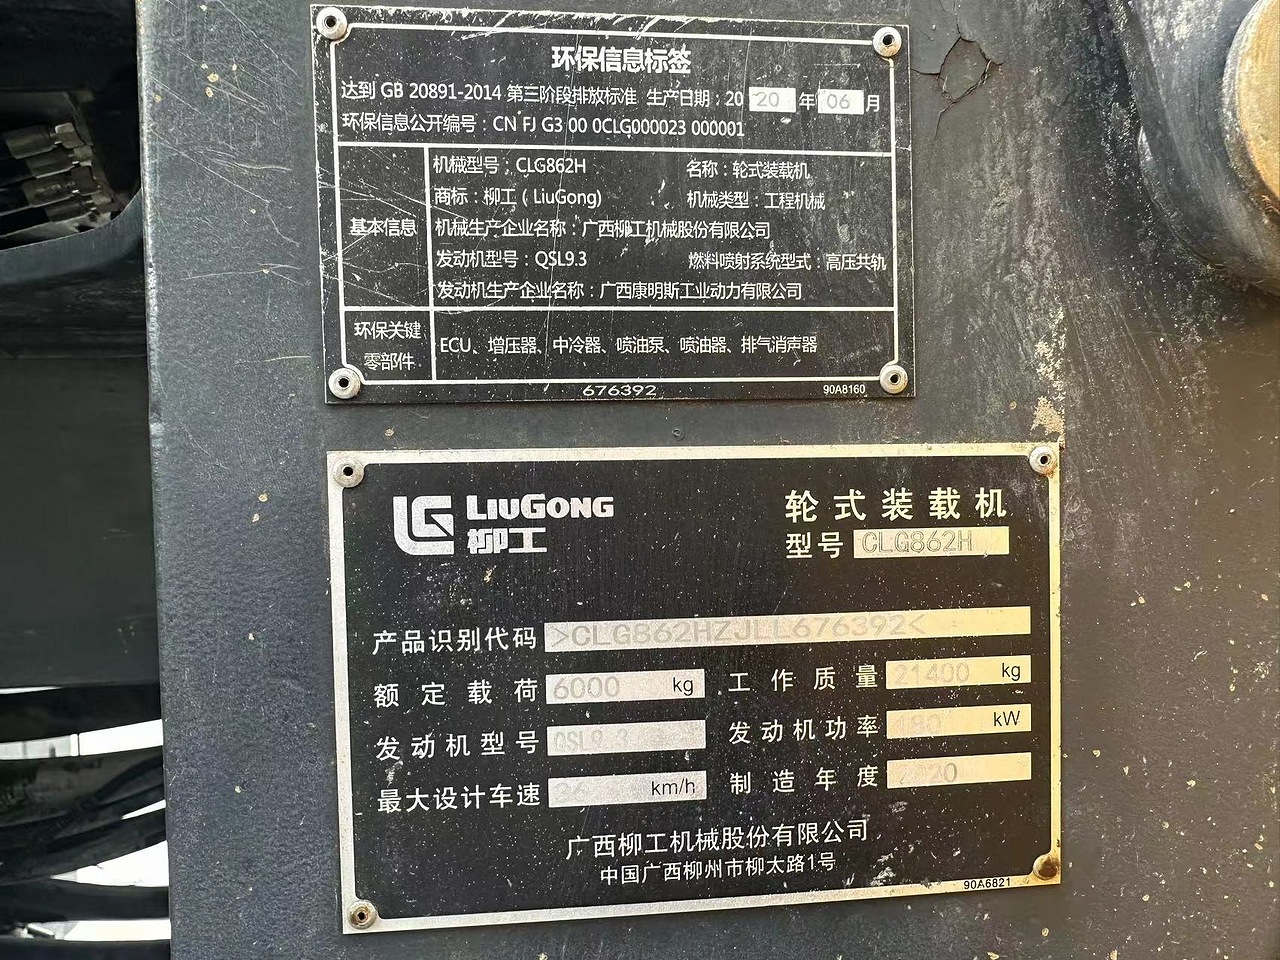 环保信息标签
达到 GB 20891-2014 第三阶段排放标准 生产日期：20 20 年 06 月
环保信息公开编号：CN FJ G3 00 0CLG000023 000001
机械型号：CLG862H 名称：轮式装载机
商标：柳工（LiuGong) 机械类型：工程机械
基本信息
机械生产企业名称：广西柳工机械股份有限公司
发动机型号：QSL9.3 燃料喷射系统型式：高压共轨
发动机生产企业名称：广西康明斯工业动力有限公司
环保关键
零部件
ECU、增压器、中冷器、喷油泵、喷油器、排气消声器
676392 90A8160
LG LIUGONG
柳工
轮式装载机
型号 CLG862H
产品识别代码 >CLG862HZJLL676392<
额定载荷 6000 kg 工作质量 21400 kg
发动机型号 QSL9.3 发动机功率 180 kW
最大设计车速 km/h 制造年度 2020
广西柳工机械股份有限公司
中国广西柳州市柳太路1号
90A6821